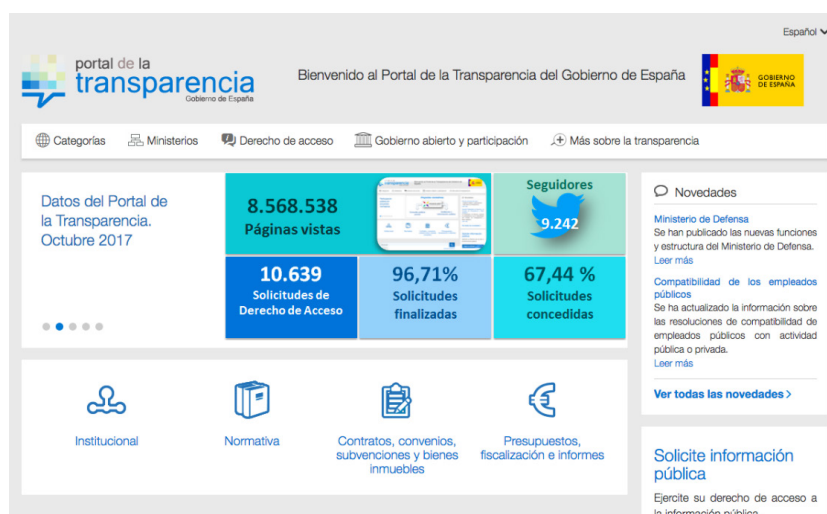 Español
portal de la
transparencia
Gobierno de España
Bienvenido al Portal de la Transparencia del Gobierno de España
GOBIERNO
DE ESPAÑA
Categorías
Ministerios
Derecho de acceso
Gobierno abierto y participación
Más sobre la transparencia
Datos del Portal de
la Transparencia.
Octubre 2017
8.568.538
Páginas vistas
Seguidores
9.242
10.639
Solicitudes de
Derecho de Acceso
96,71%
Solicitudes
finalizadas
67,44 %
Solicitudes
concedidas
Novedades
Ministerio de Defensa
Se han publicado las nuevas funciones
y estructura del Ministerio de Defensa.
Leer más
Compatibilidad de los empleados
públicos
Se ha actualizado la información sobre
las resoluciones de compatibilidad de
empleados públicos con actividad
pública o privada.
Leer más
Ver todas las novedades
Institucional
Normativa
Contratos, convenios,
subvenciones y bienes
inmuebles
Presupuestos,
fiscalización e informes
Solicite información
pública
Ejercite su derecho de acceso a
la información pública